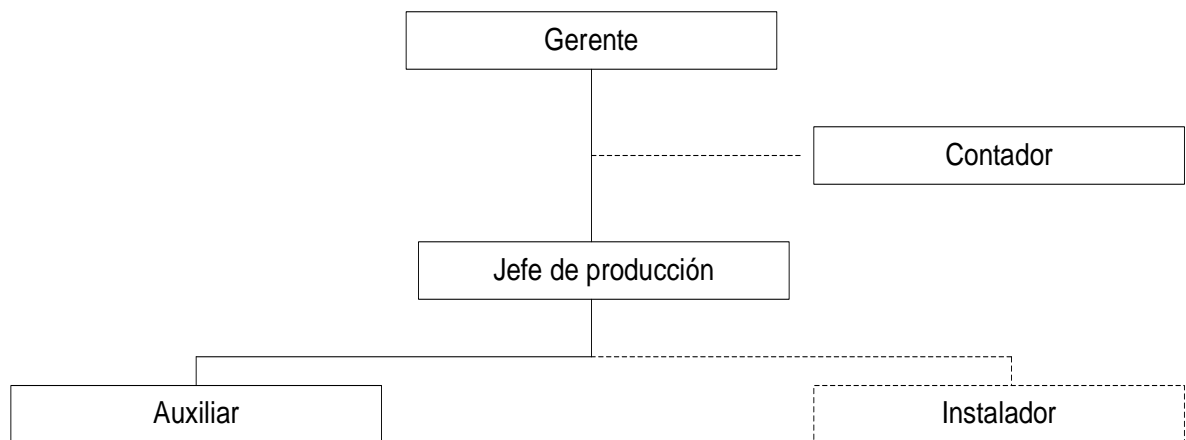 Gerente
Contador
Jefe de producción
Auxiliar
Instalador